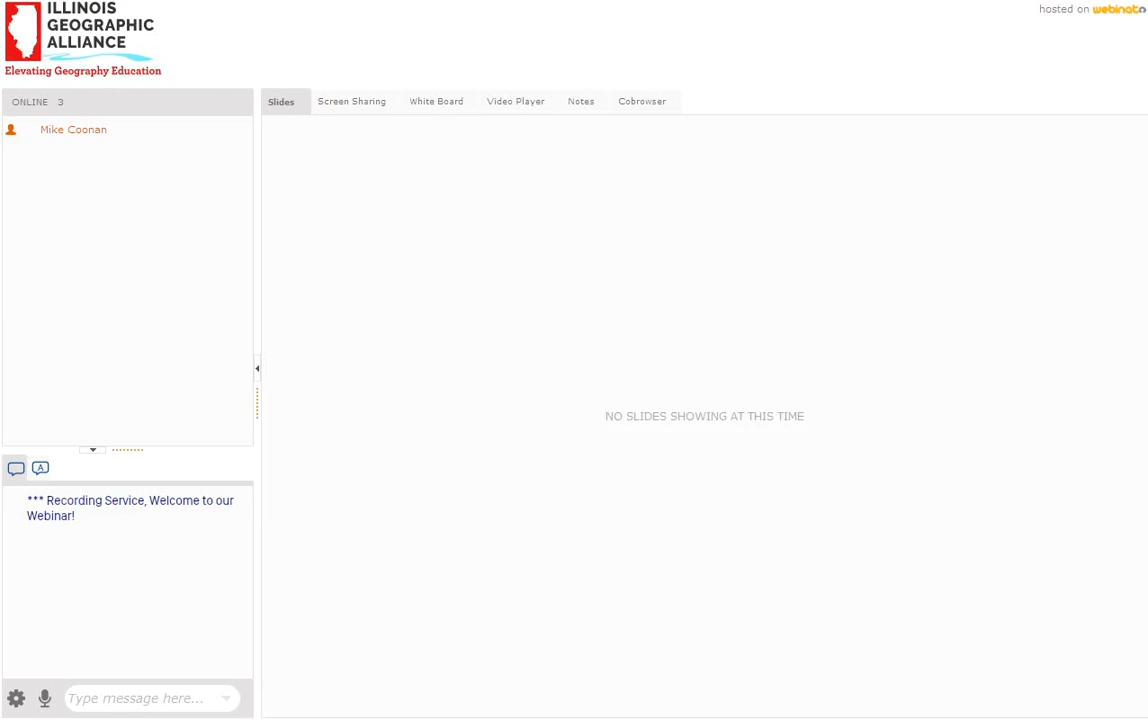 ILLINOIS
GEOGRAPHIC
ALLIANCE
Elevating Geography Education
hosted on webinato
ONLINE 3
Slides Screen Sharing White Board Video Player Notes Cobrowser
Mike Coonan
NO SLIDES SHOWING AT THIS TIME
A
*** Recording Service, Welcome to our
Webinar!
Type message here...